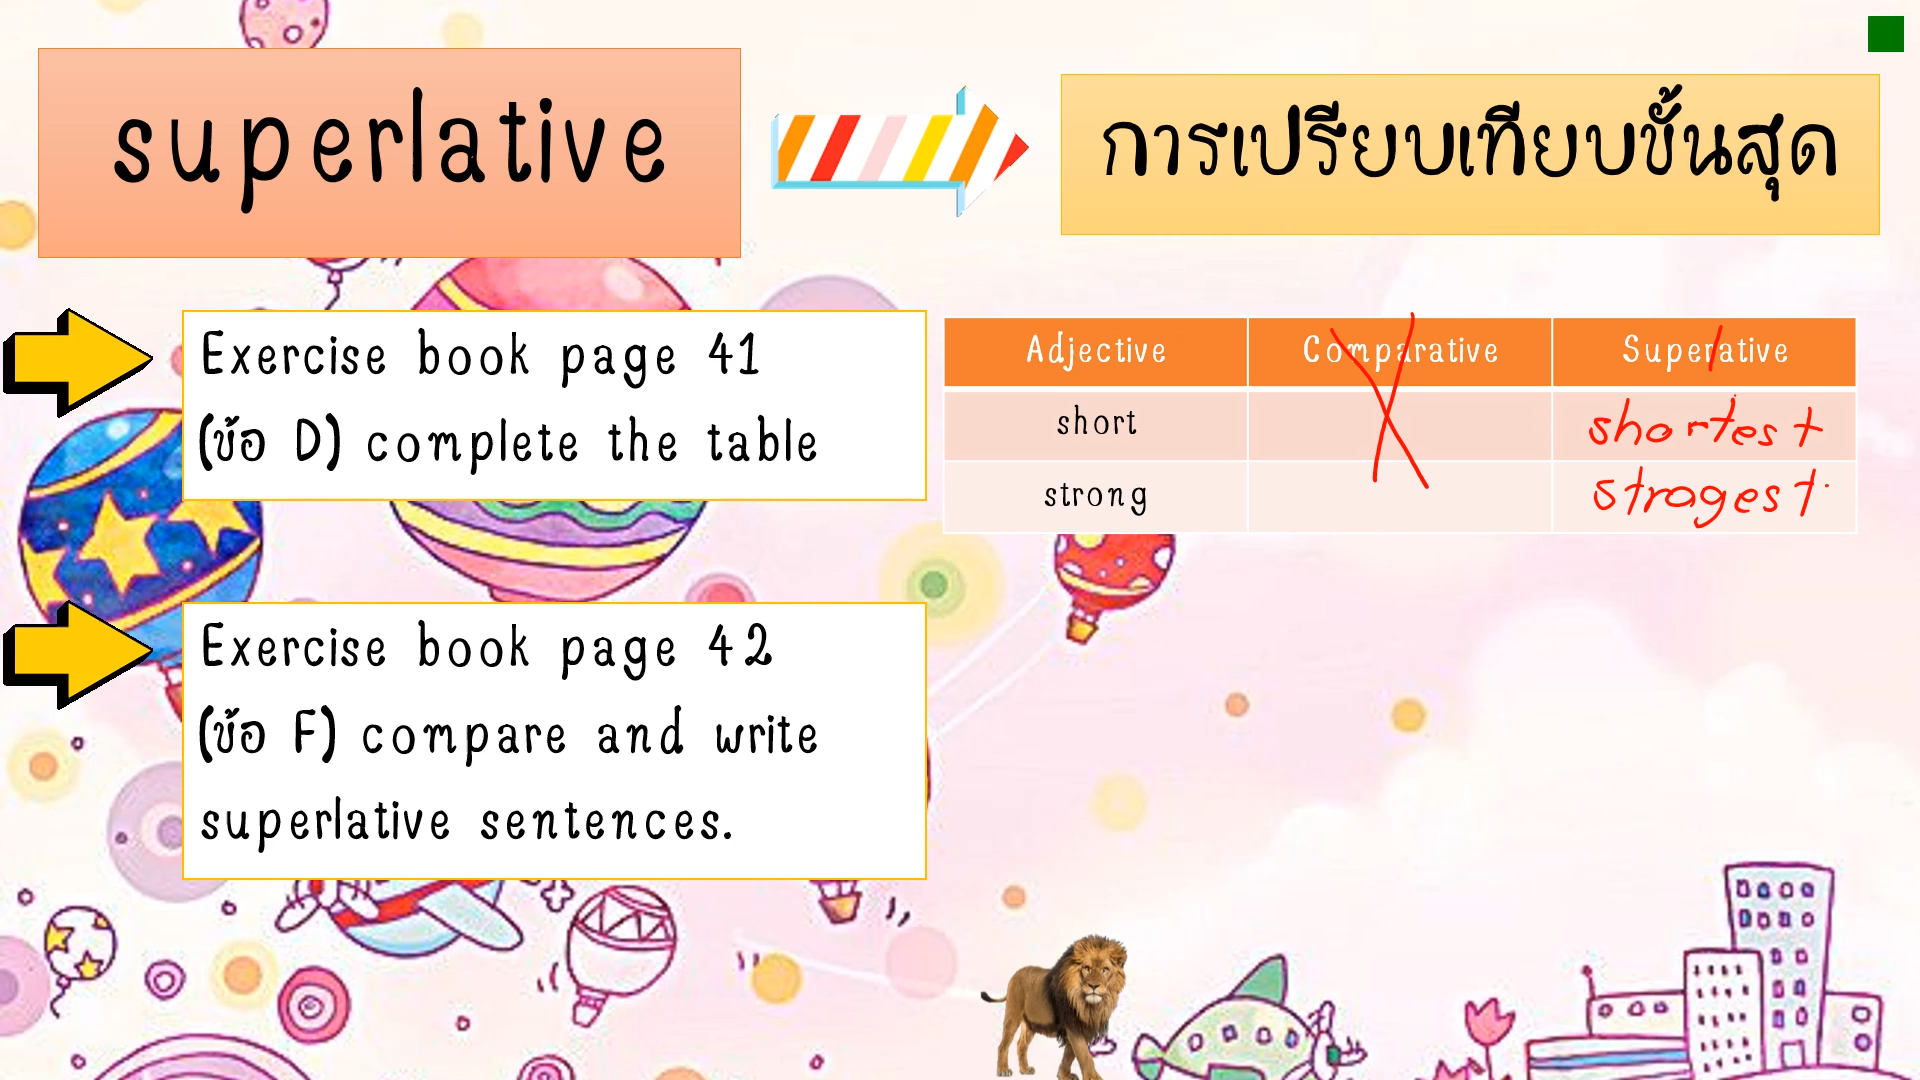 superlative
การเปรียบเทียบขั้นสุด
Exercise book page 41
(ข้อ D) complete the table
Exercise book page 42
(ข้อ F) compare and write
superlative sentences.
Adjective Comparative Superlative
short shortest
strong stragest